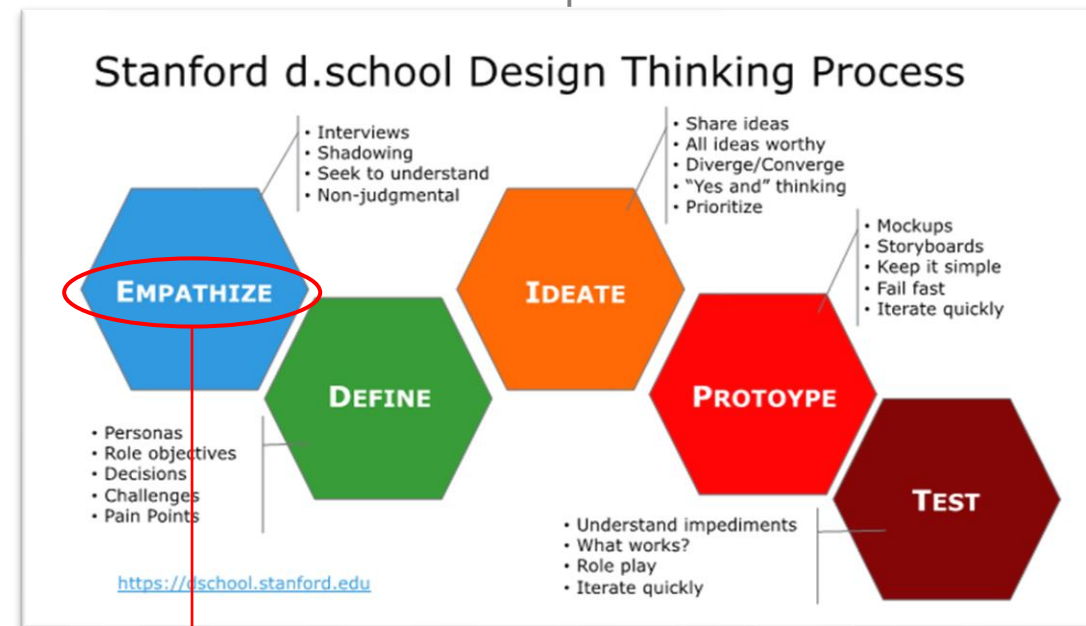 Stanford d.school Design Thinking Process
• Interviews
• Shadowing
• Seek to understand
• Non-judgmental
EMPATHIZE
• Personas
• Role objectives
• Decisions
• Challenges
• Pain Points
DEFINE
• Share ideas
• All ideas worthy
• Diverge/Converge
• “Yes and” thinking
• Prioritize
IDEATE
• Mockups
• Storyboards
• Keep it simple
• Fail fast
• Iterate quickly
PROTOYPE
• Understand impediments
• What works?
• Role play
• Iterate quickly
TEST
https://dschool.stanford.edu